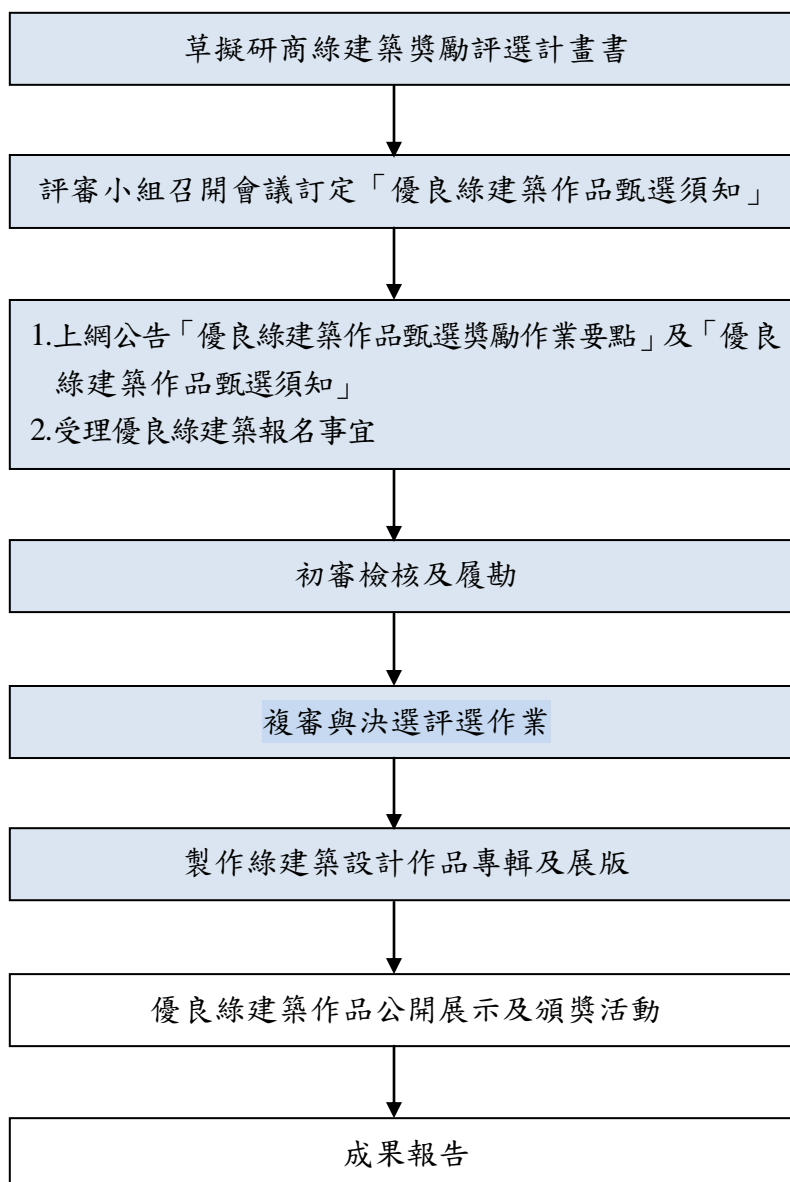 草擬研商綠建築獎勵評選計畫書
評審小組召開會議訂定「優良綠建築作品甄選須知」
1.上網公告「優良綠建築作品甄選獎勵作業要點」及「優良
綠建築作品甄選須知」
2.受理優良綠建築報名事宜
初審檢核及履勘
複審與決選評選作業
製作綠建築設計作品專輯及展版
優良綠建築作品公開展示及頒獎活動
成果報告